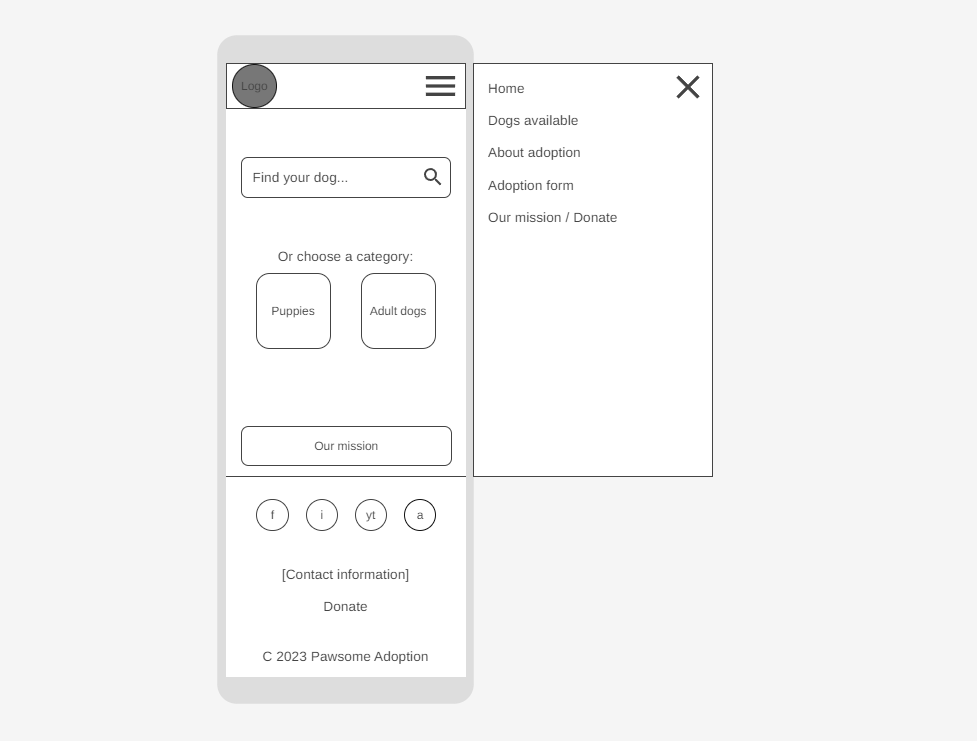 Logo
Find your dog...
Or choose a category:
Puppies
Adult dogs
Our mission
f
i
yt
a
[Contact information]
Donate
C 2023 Pawsome Adoption
Home
Dogs available
About adoption
Adoption form
Our mission / Donate